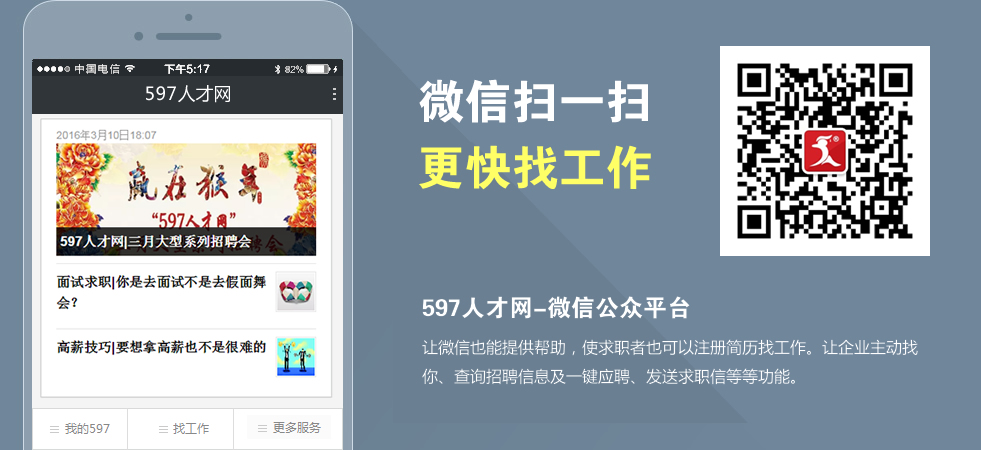 中国电信
下午5:17
82%
597人才网
2016年3月10日18:07
赢在猴年
“597人才网”
597人才网|三月大型系列招聘会
面试求职|你是去面试不是去假面舞
会？
高薪技巧|要想拿高薪也不是很难的
我的597
找工作
更多服务
微信扫一扫
更快找工作
597人才网-微信公众平台
让微信也能提供帮助，使求职者也可以注册简历找工作。让企业主动找
你、查询招聘信息及一键应聘、发送求职信等等功能。